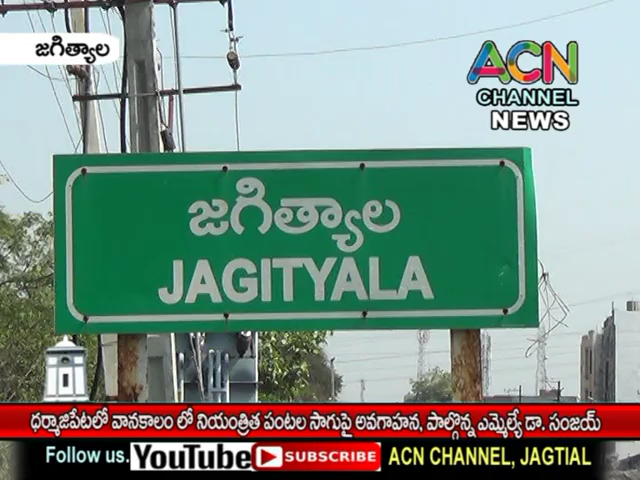 జగిత్యాల
ACN
CHANNEL
NEWS
జగిత్యాల
JAGITYALA
ధర్మాజిపేటలో వానకాలం లో నియంత్రిత పంటల సాగుపై అవగాహన, పాల్గొన్న ఎమ్మెల్యే డా. సంజయ్
Follow us. YouTube SUBSCRIBE ACN CHANNEL, JAGTIAL